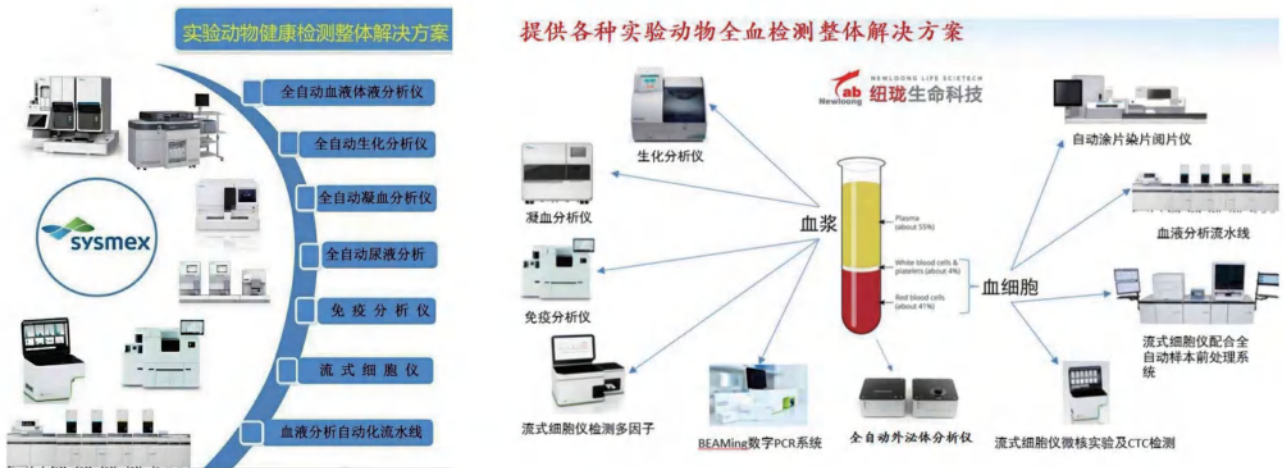 实验动物健康检测整体解决方案
全自动血液体液分析仪
全自动生化分析仪
全自动凝血分析仪
全自动尿液分析
免疫分析仪
流式细胞仪
血液分析自动化流水线
sysmex
提供各种实验动物全血检测整体解决方案
NEWLOONG LIFE SCIETECH
Lab
Newloong
纽珑生命科技
生化分析仪
凝血分析仪
免疫分析仪
流式细胞仪检测多因子
BEAMing数字PCR系统
全自动外泌体分析仪
血浆
Plasma
(about 55%)
White blood cells &
platelets (about 4%)
Red blood cells
(about 41%)
血细胞
自动涂片染片阅片仪
血液分析流水线
流式细胞仪配合全
自动样本前处理系
统
流式细胞仪微核实验及CTC检测